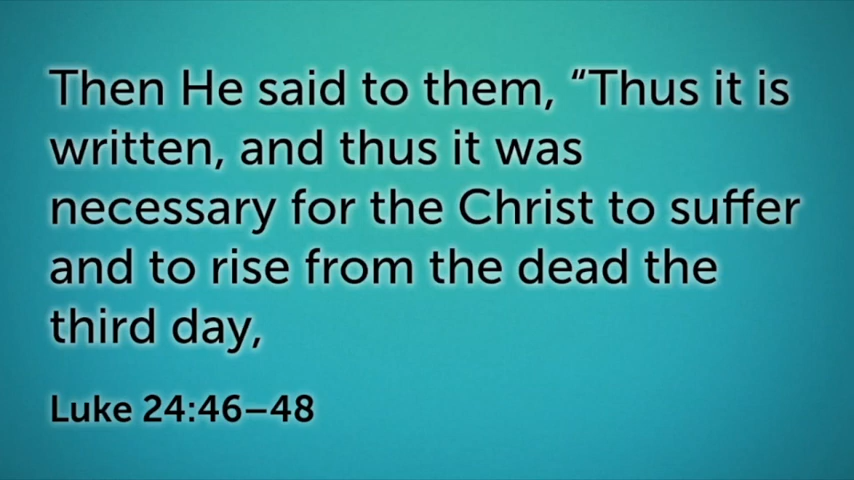 Then He said to them, “Thus it is
written, and thus it was
necessary for the Christ to suffer
and to rise from the dead the
third day,
Luke 24:46–48